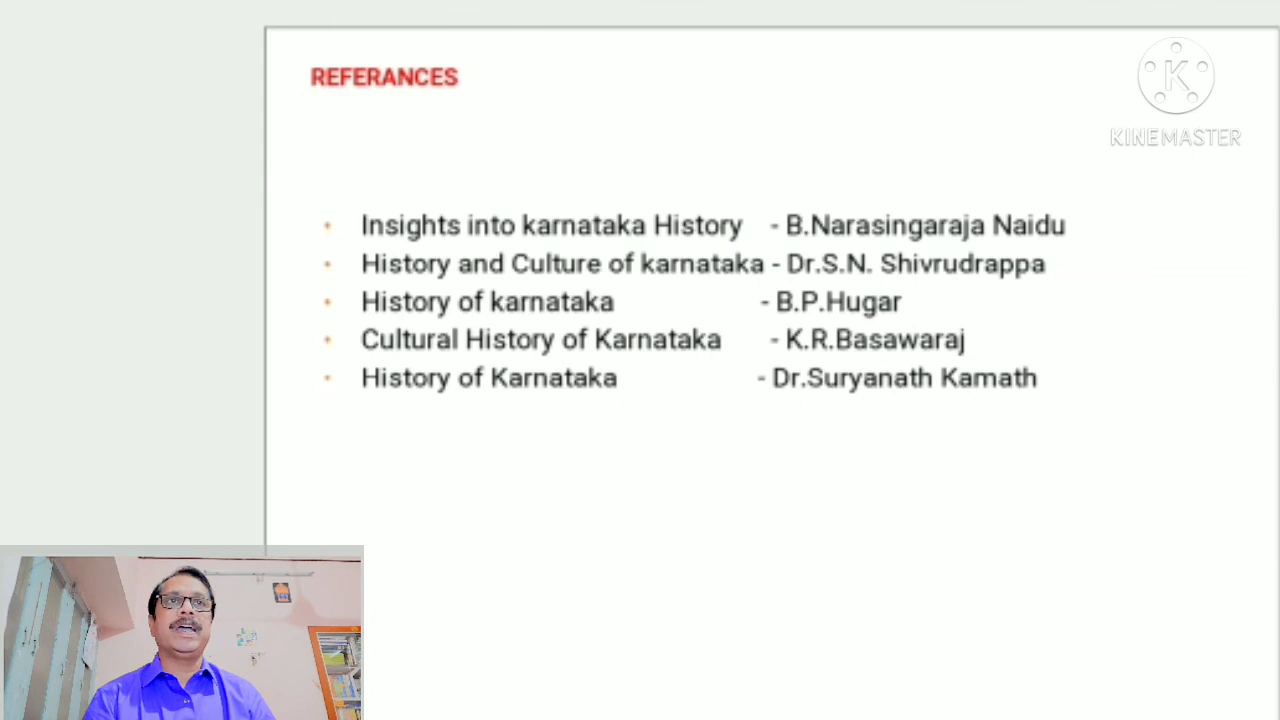 REFERANCES
KINEMASTER
Insights into karnataka History - B.Narasingaraja Naidu
History and Culture of karnataka - Dr.S.N. Shivrudrappa
History of karnataka - B.P.Hugar
Cultural History of Karnataka - K.R.Basawaraj
History of Karnataka - Dr.Suryanath Kamath